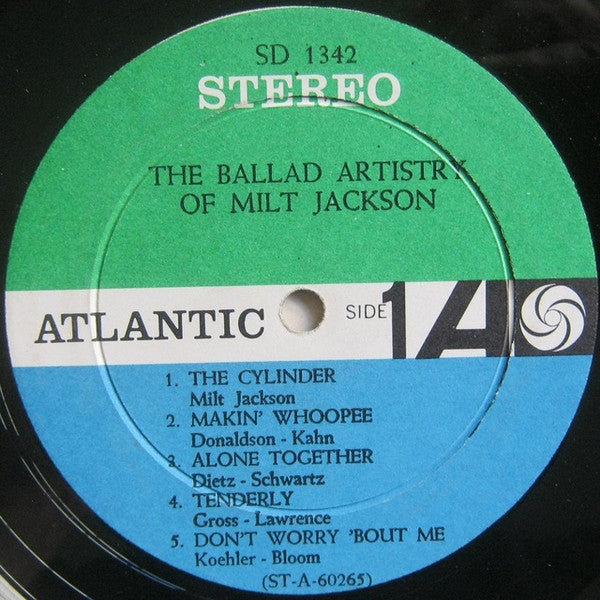 SD 1342
STEREO
THE BALLAD ARTISTRY
OF MILT JACKSON
ATLANTIC SIDE 1 A
1. THE CYLINDER
Milt Jackson
2. MAKIN' WHOOPEE
Donaldson - Kahn
3. ALONE TOGETHER
Dietz - Schwartz
4. TENDERLY
Gross - Lawrence
5. DON'T WORRY 'BOUT ME
Koehler - Bloom
(ST-A-60265)